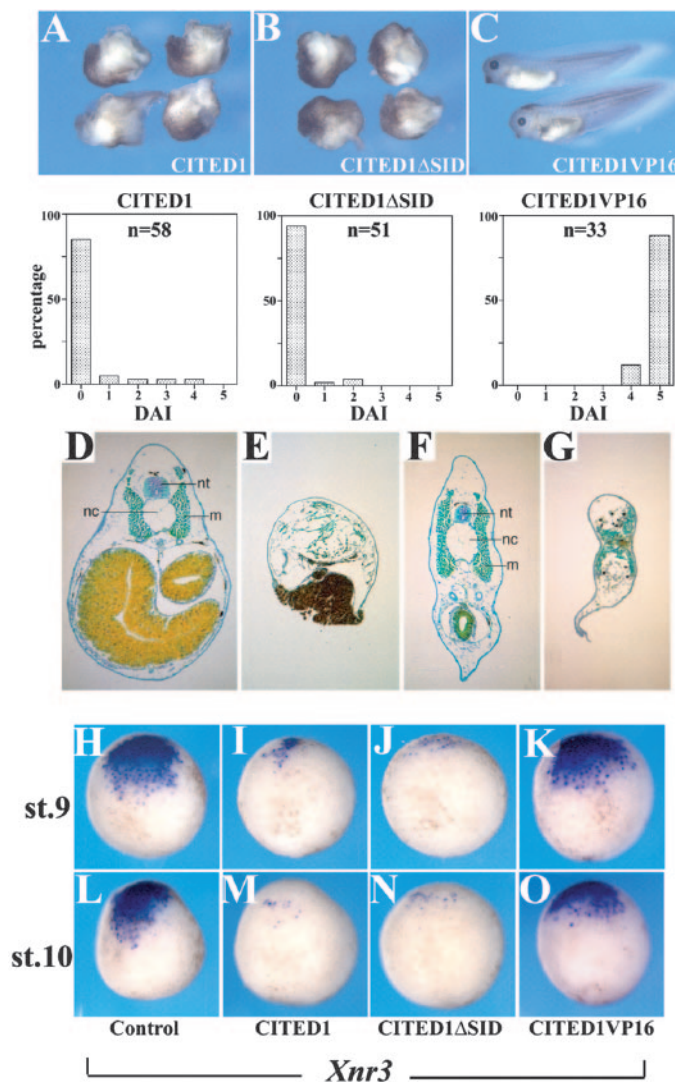 A
B
C
CITED1
CITED1ΔSID
CITED1VP16
CITED1
CITED1ΔSID
CITED1VP16
n=58
n=51
n=33
percentage
100
50
0
100
50
0
100
50
0
0 1 2 3 4 5
0 1 2 3 4 5
0 1 2 3 4 5
DAI
DAI
DAI
D
E
F
G
nt
nc
m
nt
nc
m
H
I
J
K
st.9
L
M
N
O
st.10
Control
CITED1
CITED1ΔSID
CITED1VP16
Xnr3